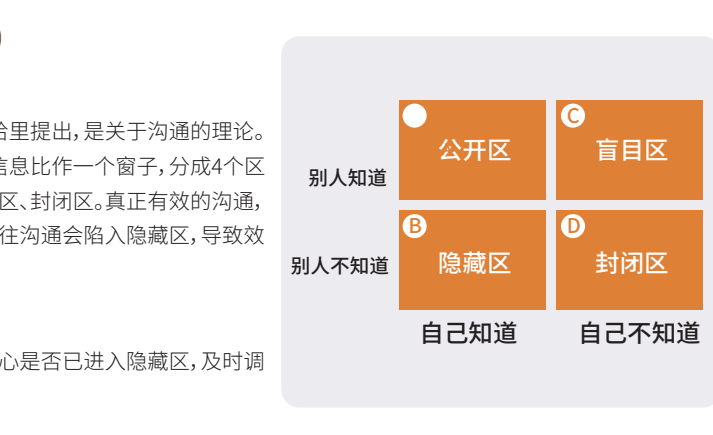 哈里提出，是关于沟通的理论。
信息比作一个窗子，分成4个区
区、封闭区。真正有效的沟通，
往沟通会陷入隐藏区，导致效
心是否已进入隐藏区，及时调
公开区
C
盲目区
别人知道
B
隐藏区
D
封闭区
别人不知道
自己知道
自己不知道